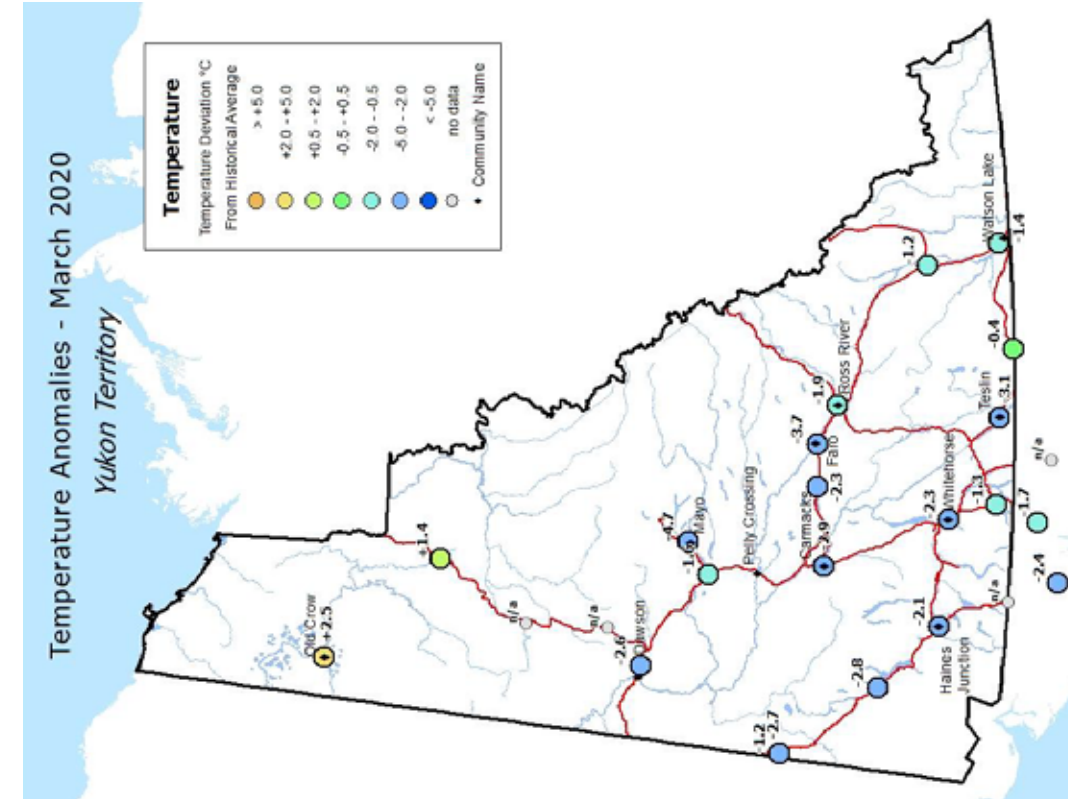 Temperature Anomalies - March 2020
Yukon Territory
Temperature
Temperature Deviation °C
From Historical Average
> +5.0
+2.0 - +5.0
+0.5 - +2.0
-0.5 - +0.5
-2.0 - -0.5
-5.0 - -2.0
< -5.0
no data
Community Name
Old Crow
+2.5
+1.4
n/a
n/a
-2.6
Dawson
-4.7
Mayo
Pelly Crossing
Carmacks
-2.9
-2.3
-3.7
Faro
-1.9
Ross River
-1.2
Watson Lake
-1.4
-0.4
Teslin
-3.1
n/a
Whitehorse
-2.3
-1.3
-1.7
-2.4
n/a
-2.1
Haines
Junction
-2.8
-1.2
-2.7